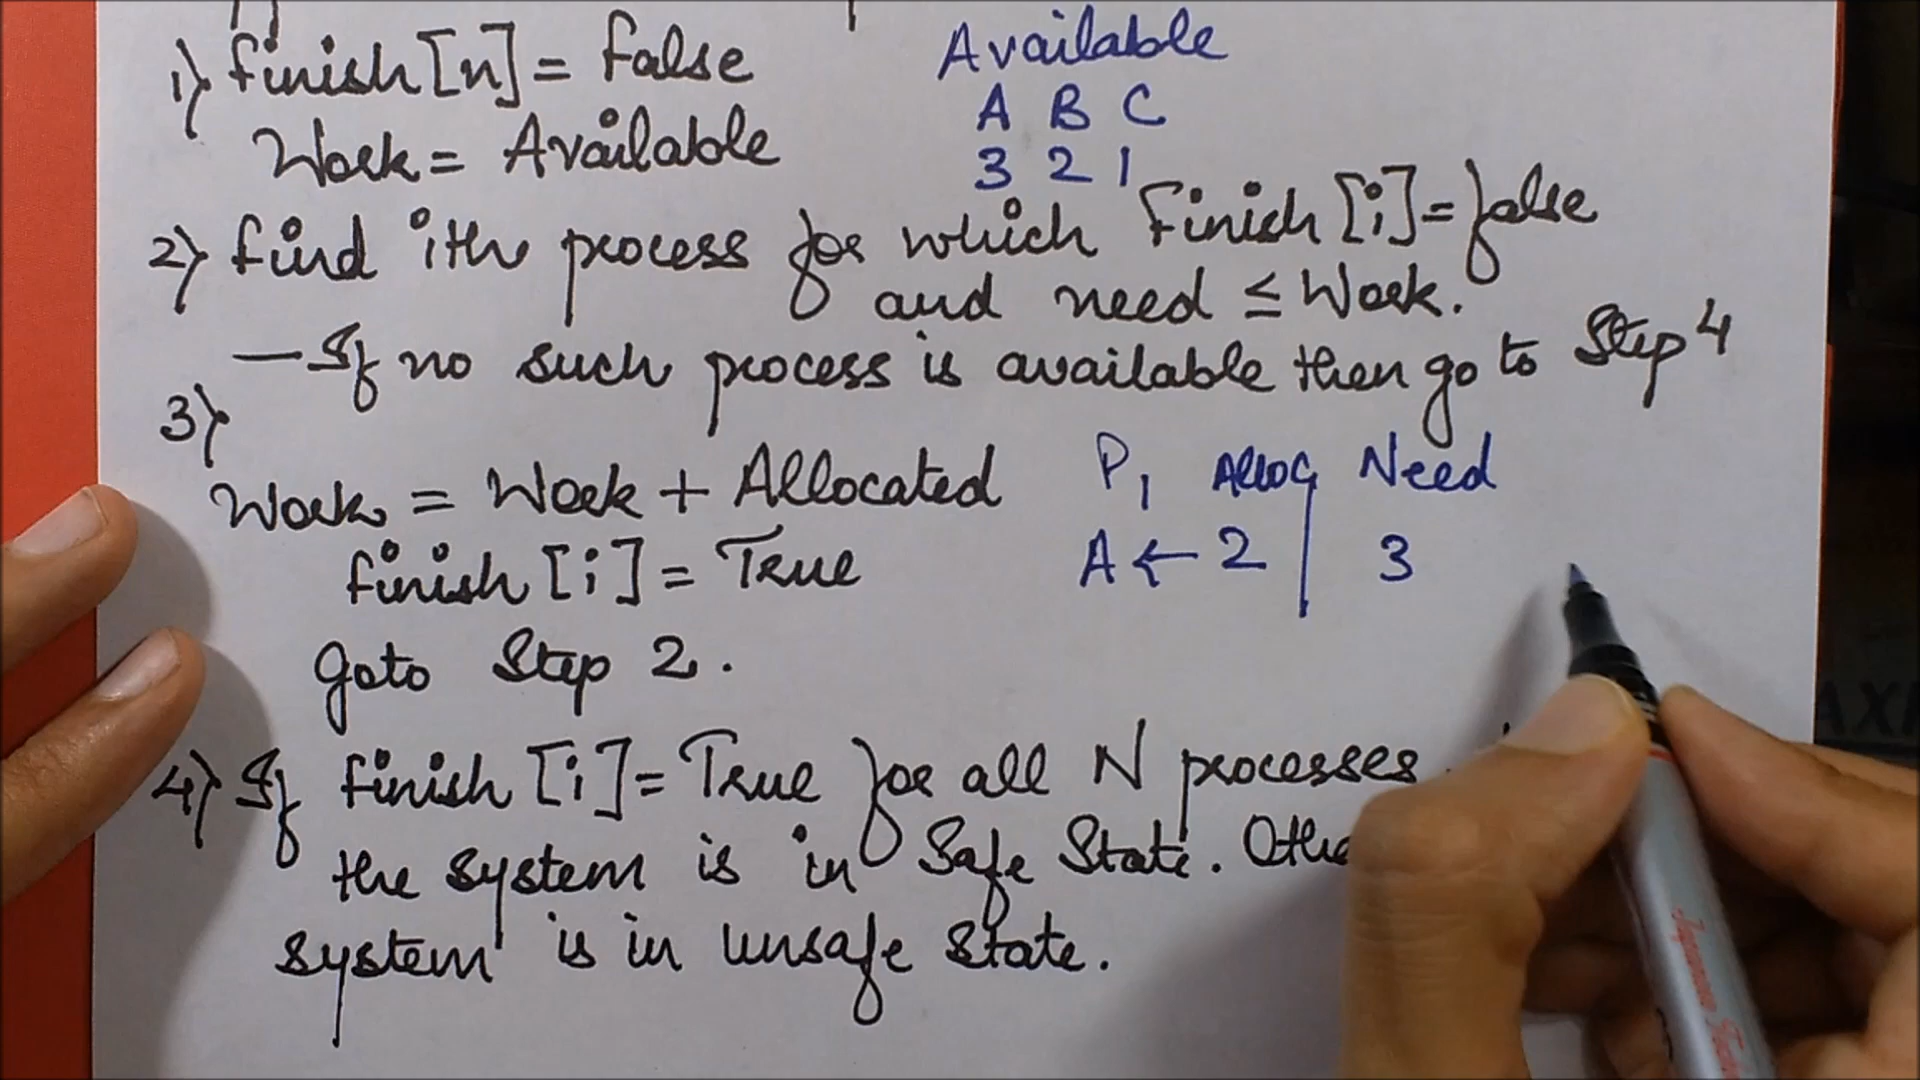 1) finish[n] = false
Work = Available
Available
A B C
3 2 1
2) find ith process for which Finish [i] = false
and need ≤ Work.
— If no such process is available then go to Step 4
3)
Work = Work + Allocated
finish [i] = True
goto Step 2.
P1 Alloc Need
A ← 2 | 3
4) If finish [i] = True for all N processes
the system is in Safe State.
system is in unsafe state.